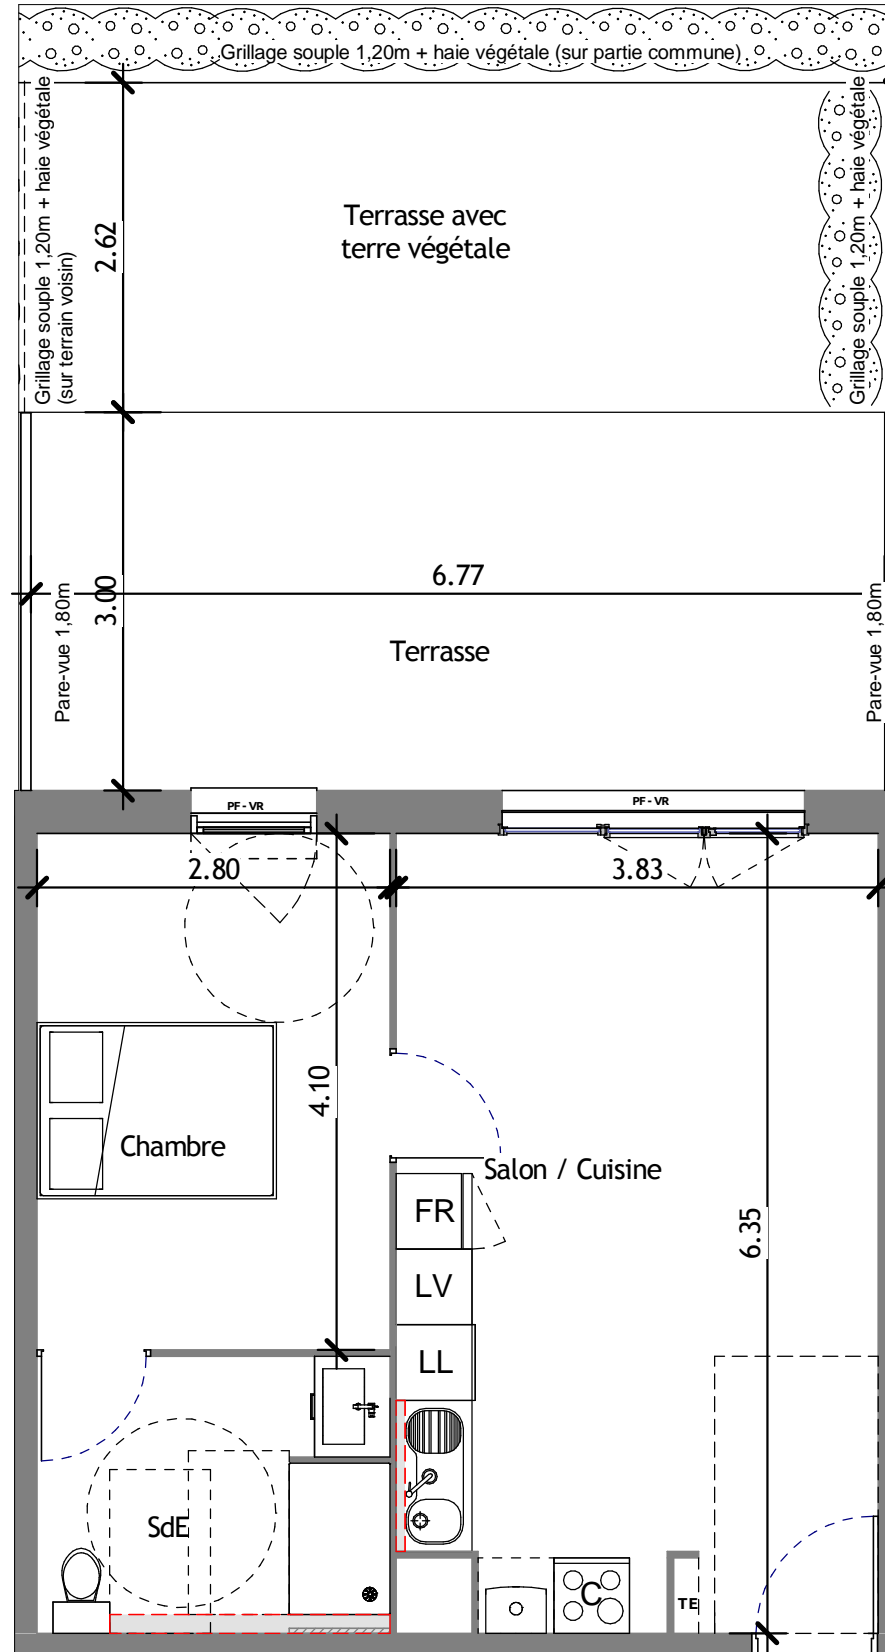 Grillage souple 1,20m + haie végétale (sur partie commune)
Grillage souple 1,20m + haie végétale
(sur terrain voisin)
2.62
Terrasse avec
terre végétale
Grillage souple 1,20m + haie végétale
6.77
3.00
Pare-vue 1,80m
Terrasse
Pare-vue 1,80m
PF - VR
PF - VR
2.80
3.83
4.10
Chambre
Salon / Cuisine
FR
6.35
LV
LL
SdE
C
TE